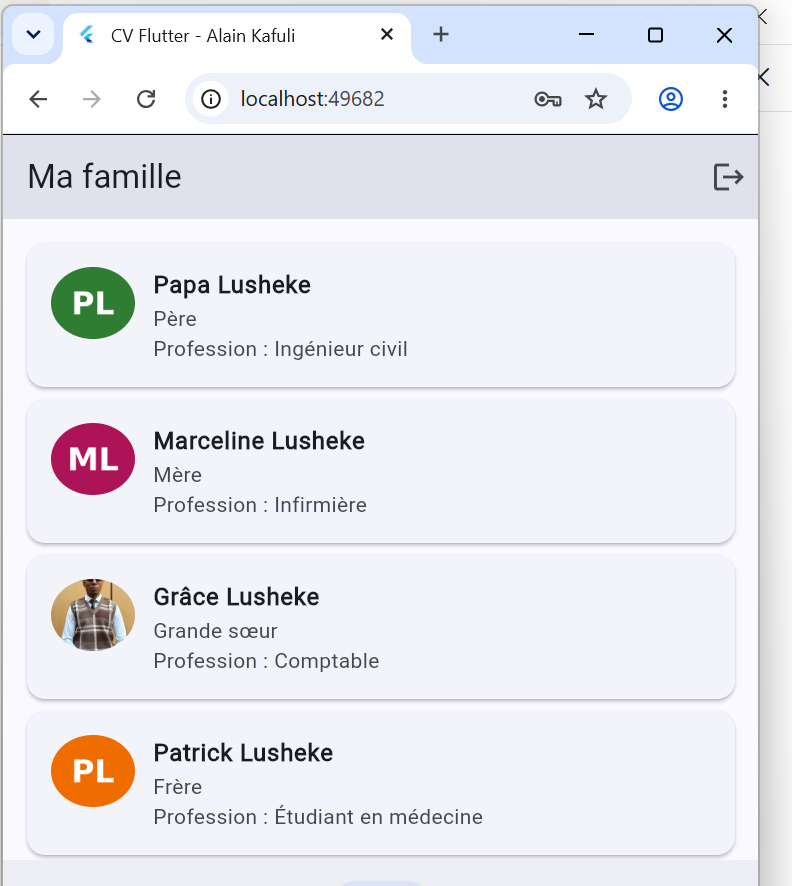 CV Flutter - Alain Kafuli
localhost:49682
Ma famille
PL
Papa Lusheke
Père
Profession : Ingénieur civil
ML
Marceline Lusheke
Mère
Profession : Infirmière
Grâce Lusheke
Grande sœur
Profession : Comptable
PL
Patrick Lusheke
Frère
Profession : Étudiant en médecine